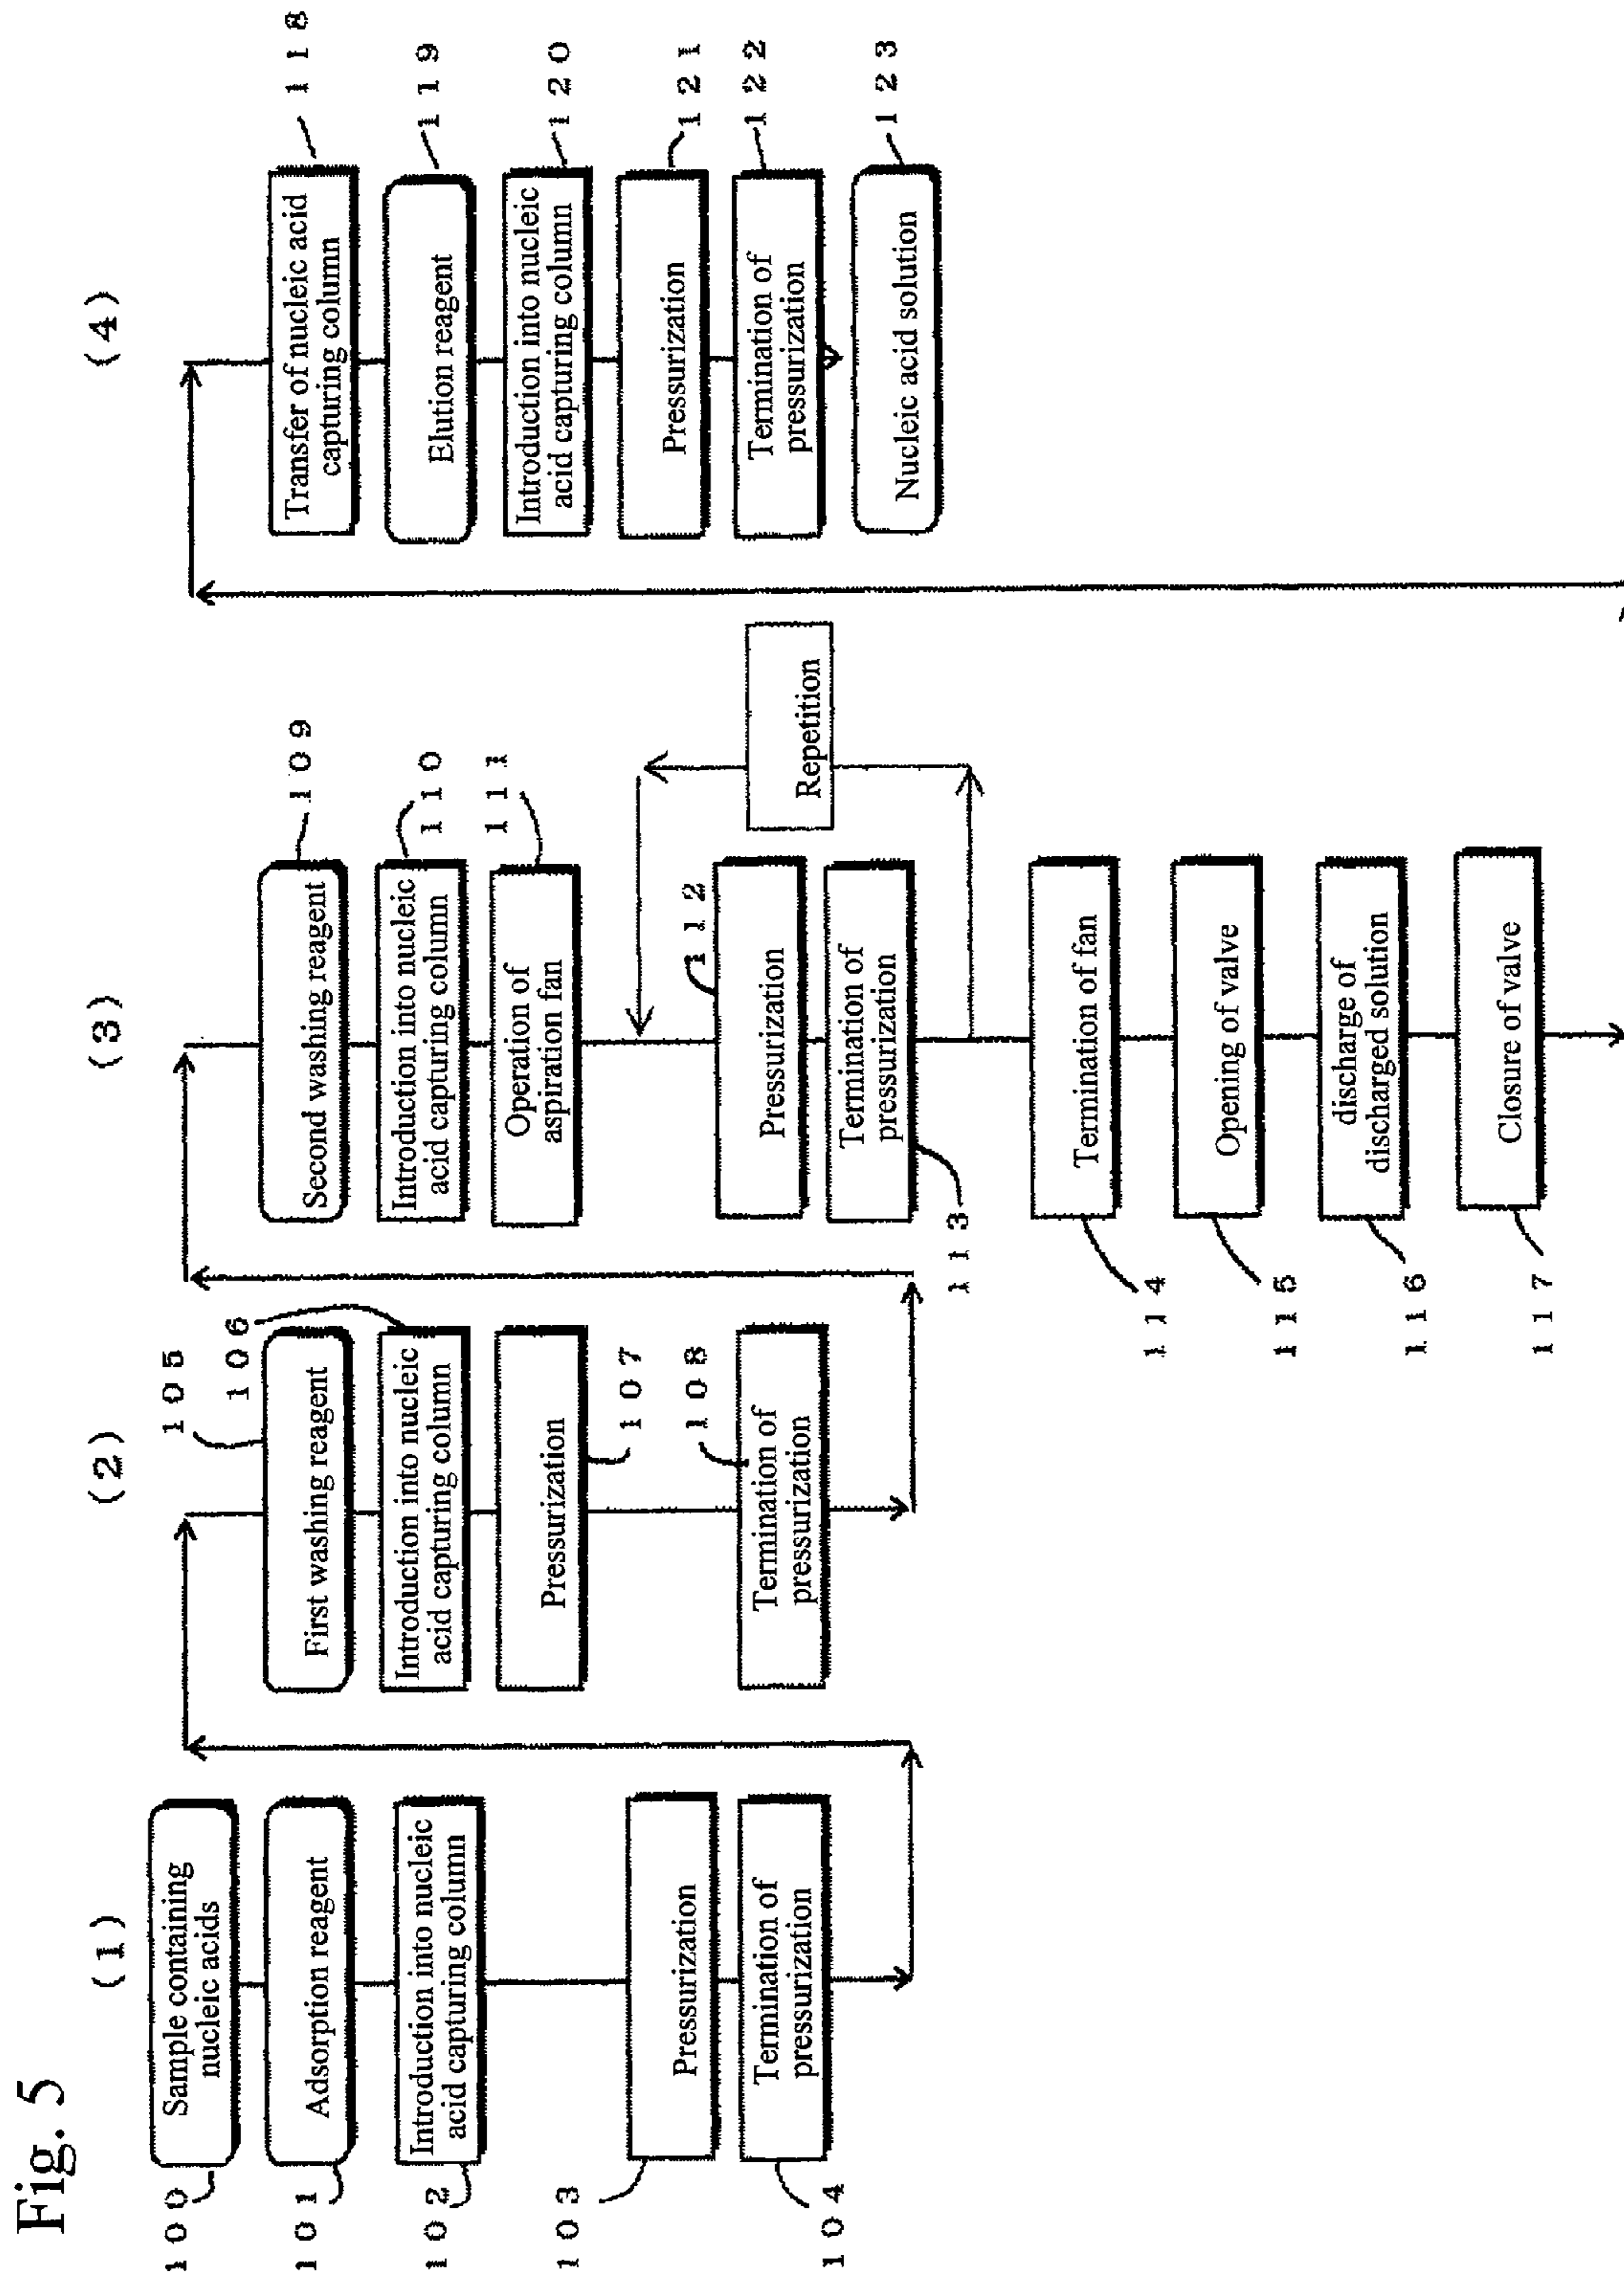 Fig. 5
(1)
100
Sample containing
nucleic acids
101
Adsorption reagent
102
Introduction into nucleic
acid capturing column
103
Pressurization
104
Termination of
pressurization
(2)
105
First washing reagent
106
Introduction into nucleic
acid capturing column
107
Pressurization
108
Termination of
pressurization
(3)
109
Second washing reagent
110
Introduction into nucleic
acid capturing column
111
Operation of
aspiration fan
112
Pressurization
113
Termination of
pressurization
Repetition
114
Termination of fan
115
Opening of valve
116
discharge of
discharged solution
117
Closure of valve
(4)
118
Transfer of nucleic acid
capturing column
119
Elution reagent
120
Introduction into nucleic
acid capturing column
121
Pressurization
122
Termination of
pressurization
123
Nucleic acid solution